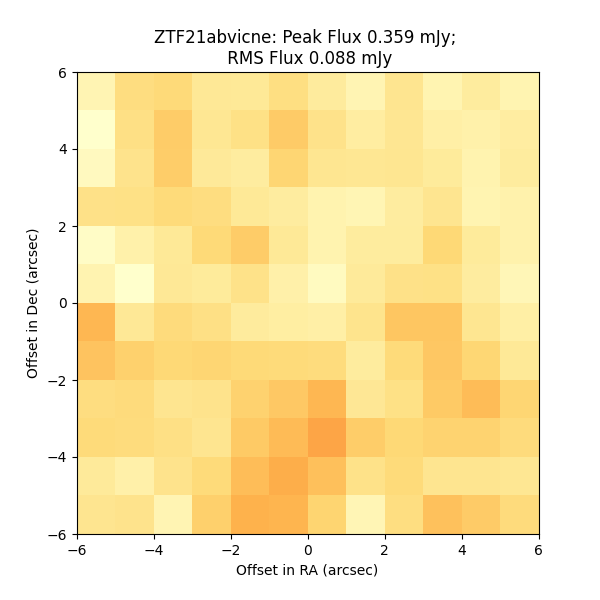 ZTF21abvicne: Peak Flux 0.359 mJy;
RMS Flux 0.088 mJy
6
4
2
0
−2
−4
−6
Offset in Dec (arcsec)
−6 −4 −2 0 2 4 6
Offset in RA (arcsec)